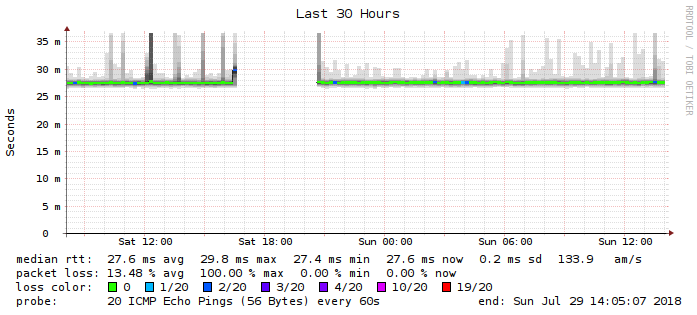 Last 30 Hours
RRDTOOL / TOBI OETIKER
Seconds
35 m
30 m
25 m
20 m
15 m
10 m
5 m
0
Sat 12:00 Sat 18:00 Sun 00:00 Sun 06:00 Sun 12:00
median rtt: 27.6 ms avg 29.8 ms max 27.4 ms min 27.6 ms now 0.2 ms sd 133.9 am/s
packet loss: 13.48 % avg 100.00 % max 0.00 % min 0.00 % now
loss color: 0 1/20 2/20 3/20 4/20 10/20 19/20
probe: 20 ICMP Echo Pings (56 Bytes) every 60s end: Sun Jul 29 14:05:07 2018